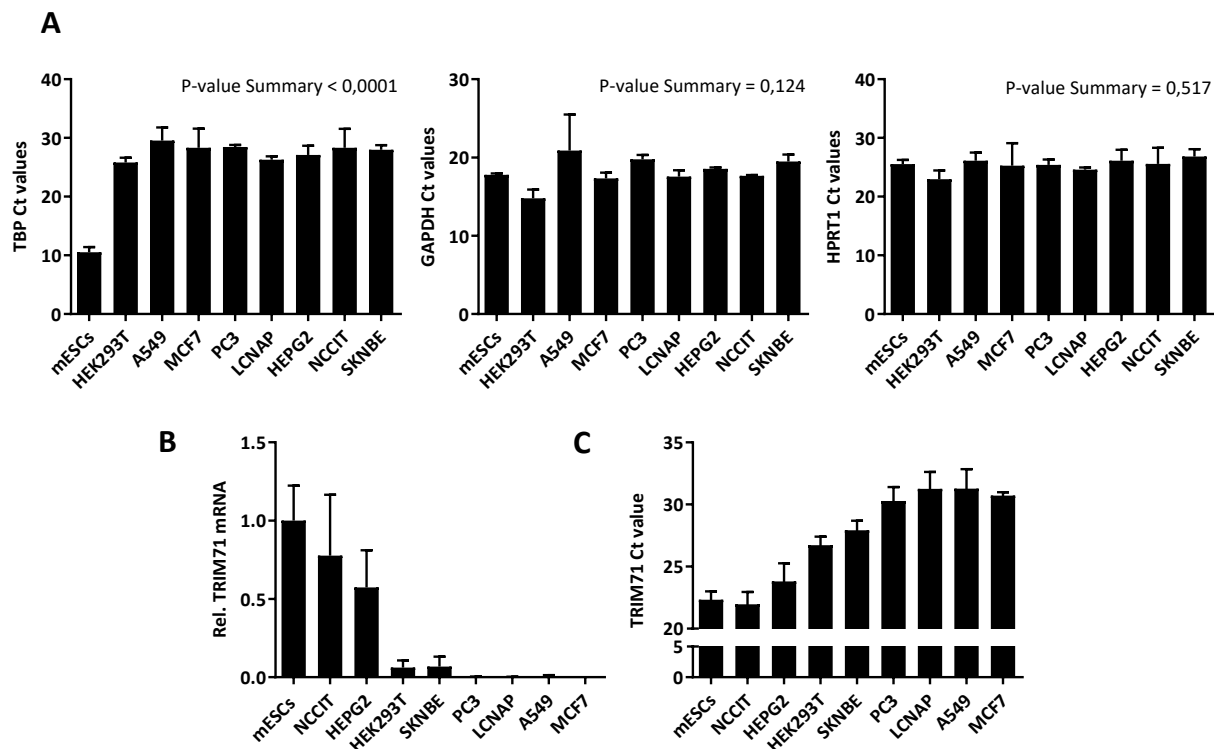 A
P-value Summary < 0,0001
TBP Ct values
40
30
20
10
0
mESCs
HEK293T
A549
MCF7
PC3
LCNAP
HEPG2
NCCIT
SKNBE
P-value Summary = 0,124
GAPDH Ct values
30
20
10
0
mESCs
HEK293T
A549
MCF7
PC3
LCNAP
HEPG2
NCCIT
SKNBE
P-value Summary = 0,517
HPRT1 Ct values
40
30
20
10
0
mESCs
HEK293T
A549
MCF7
PC3
LCNAP
HEPG2
NCCIT
SKNBE
B
Rel. TRIM71 mRNA
1.5
1.0
0.5
0.0
mESCs
NCCIT
HEPG2
HEK293T
SKNBE
PC3
LCNAP
A549
MCF7
C
TRIM71 Ct value
35
30
25
20
5
0
mESCs
NCCIT
HEPG2
HEK293T
SKNBE
PC3
LCNAP
A549
MCF7